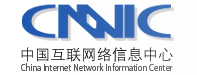 CNNIC
中国互联网络信息中心
China Internet Network Information Center